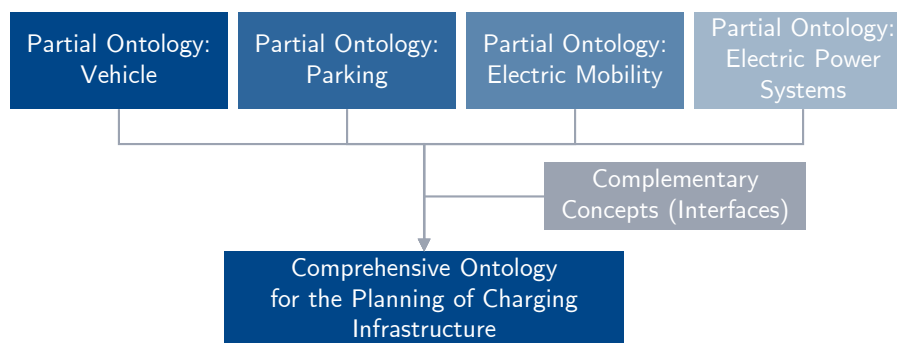 Partial Ontology:
Vehicle
Partial Ontology:
Parking
Partial Ontology:
Electric Mobility
Partial Ontology:
Electric Power
Systems
Complementary
Concepts (Interfaces)
Comprehensive Ontology
for the Planning of Charging
Infrastructure